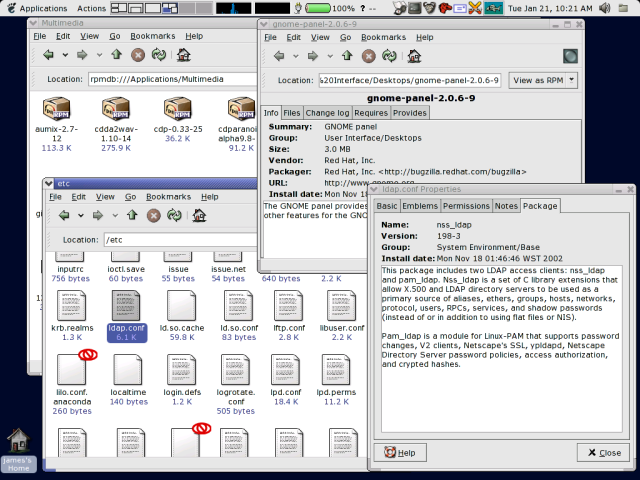 Applications Actions 100% ? -- Tue Jan 21, 10:21 AM
Multimedia
File Edit View Go Bookmarks Help
Location: rpmdb:///Applications/Multimedia
aumix-2.7-12
113.3 K
cdda2wav-1.10-14
275.9 K
cdp-0.33-25
36.2 K
cdparanoi
alpha9.8-
91.2 K
gnome-panel-2.0.6-9
File Edit View Go Bookmarks Help
Location: %20Interface/Desktops/gnome-panel-2.0.6-9 View as RPM
gnome-panel-2.0.6-9
Info Files Change log Requires Provides
Summary: GNOME panel
Group: User Interface/Desktops
Size: 3.0 MB
Vendor: Red Hat, Inc.
Packager: Red Hat, Inc. <http://bugzilla.redhat.com/bugzilla>
URL: http://www.gnome.org
Install date: Mon Nov 18
The GNOME panel provides
other features for the GNO
etc
File Edit View Go Bookmarks Help
Location: /etc
inputrc
756 bytes
ioctl.save
60 bytes
issue
55 bytes
issue.net
54 bytes
640 bytes
2.2 K
krb.realms
1.3 K
ldap.conf
6.1 K
ld.so.cache
59.8 K
ld.so.conf
83 bytes
lftp.conf
2.8 K
libuser.conf
2.2 K
lilo.conf.
anaconda
260 bytes
localtime
140 bytes
login.defs
1.2 K
logrotate.
conf
505 bytes
lpd.conf
18.4 K
lpd.perms
11.2 K
ldap.conf Properties
Basic Emblems Permissions Notes Package
Name: nss_ldap
Version: 198-3
Group: System Environment/Base
Install date: Mon Nov 18 01:46:46 WST 2002
This package includes two LDAP access clients: nss_ldap
and pam_ldap. Nss_ldap is a set of C library extensions that
allow X.500 and LDAP directory servers to be used as a
primary source of aliases, ethers, groups, hosts, networks,
protocol, users, RPCs, services, and shadow passwords
(instead of or in addition to using flat files or NIS).
Pam_ldap is a module for Linux-PAM that supports password
changes, V2 clients, Netscape's SSL, ypldapd, Netscape
Directory Server password policies, access authorization,
and crypted hashes.
Help Close
james's
Home